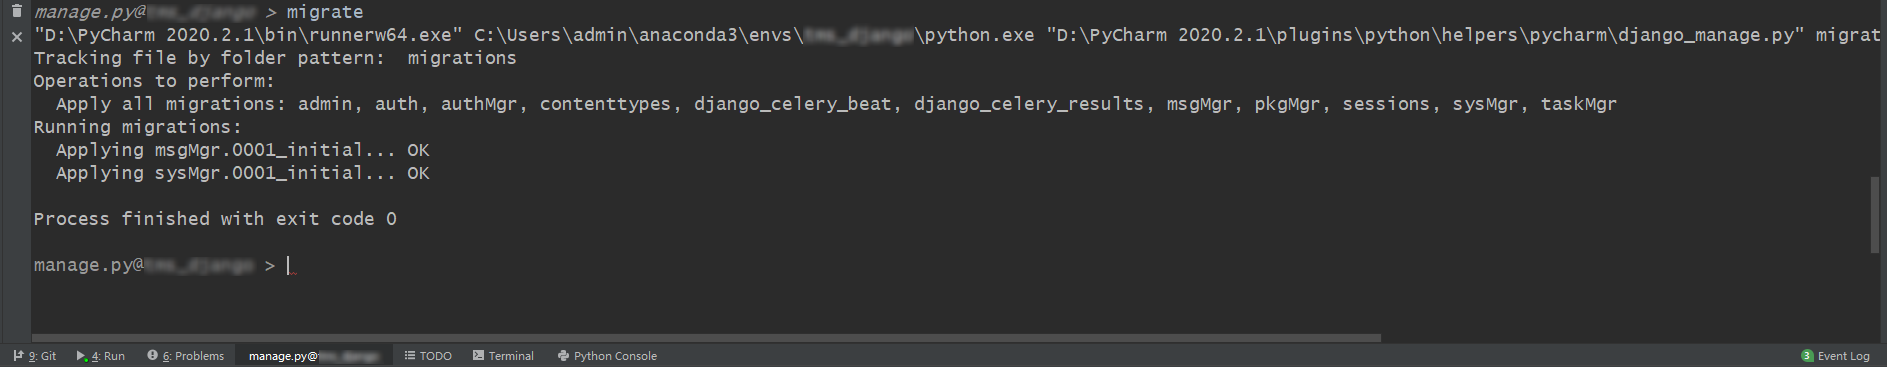 manage.py@ > migrate
"D:\PyCharm 2020.2.1\bin\runnerw64.exe" C:\Users\admin\anaconda3\envs\ \python.exe "D:\PyCharm 2020.2.1\plugins\python\helpers\pycharm\django_manage.py" migrat
Tracking file by folder pattern:  migrations
Operations to perform:
  Apply all migrations: admin, auth, authMgr, contenttypes, django_celery_beat, django_celery_results, msgMgr, pkgMgr, sessions, sysMgr, taskMgr
Running migrations:
  Applying msgMgr.0001_initial... OK
  Applying sysMgr.0001_initial... OK
Process finished with exit code 0
manage.py@ >
9: Git 4: Run 6: Problems manage.py@ TODO Terminal Python Console 3 Event Log